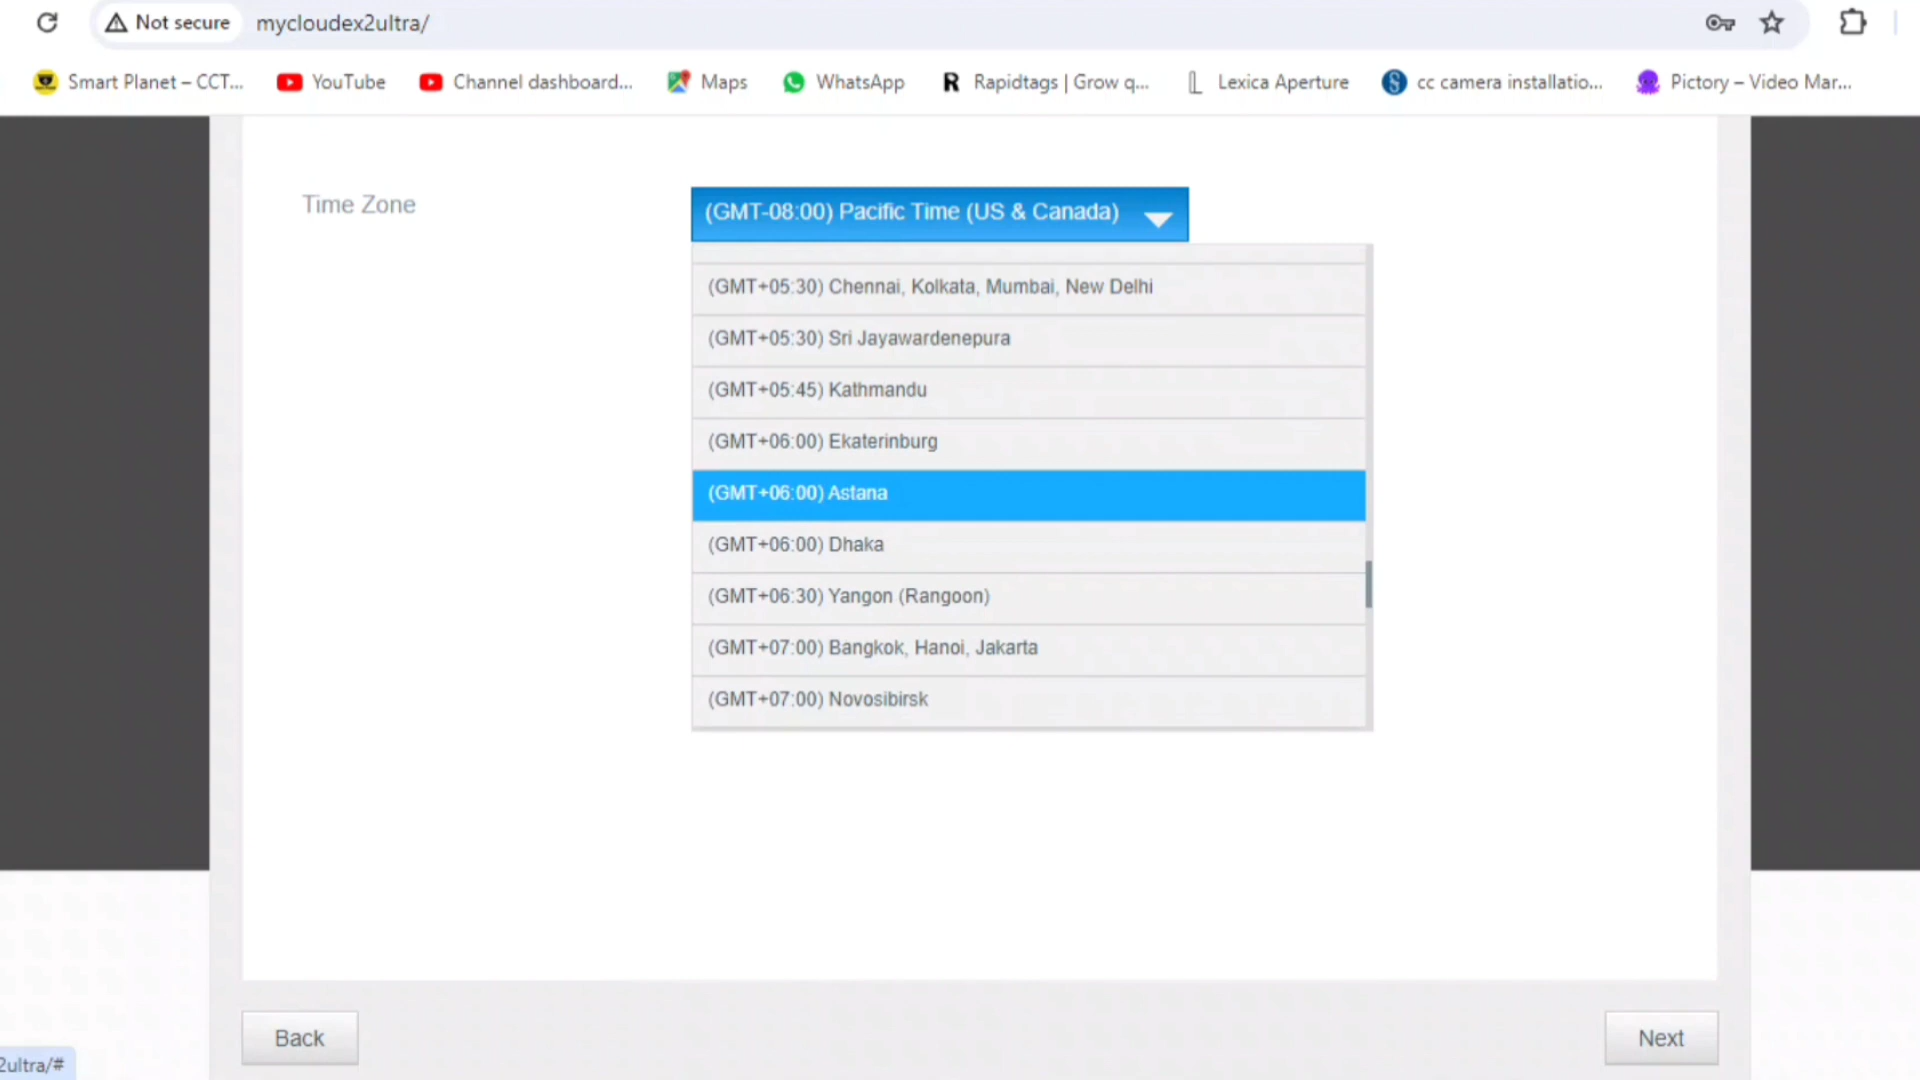 Not secure mycloudex2ultra/
Smart Planet – CCT... YouTube Channel dashboard... Maps WhatsApp Rapidtags | Grow q... Lexica Aperture cc camera installatio... Pictory – Video Mar...
Time Zone
(GMT-08:00) Pacific Time (US & Canada)
(GMT+05:30) Chennai, Kolkata, Mumbai, New Delhi
(GMT+05:30) Sri Jayawardenepura
(GMT+05:45) Kathmandu
(GMT+06:00) Ekaterinburg
(GMT+06:00) Astana
(GMT+06:00) Dhaka
(GMT+06:30) Yangon (Rangoon)
(GMT+07:00) Bangkok, Hanoi, Jakarta
(GMT+07:00) Novosibirsk
Back Next
2ultra/#